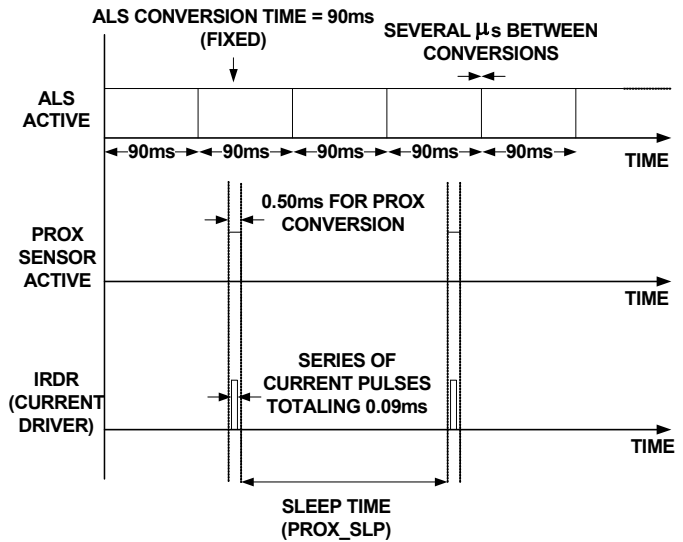 ALS CONVERSION TIME = 90ms
(FIXED)
SEVERAL μs BETWEEN
CONVERSIONS
ALS
ACTIVE
90ms 90ms 90ms 90ms 90ms
TIME
0.50ms FOR PROX
CONVERSION
PROX
SENSOR
ACTIVE
TIME
SERIES OF
CURRENT PULSES
TOTALING 0.09ms
IRDR
(CURRENT
DRIVER)
TIME
SLEEP TIME
(PROX_SLP)